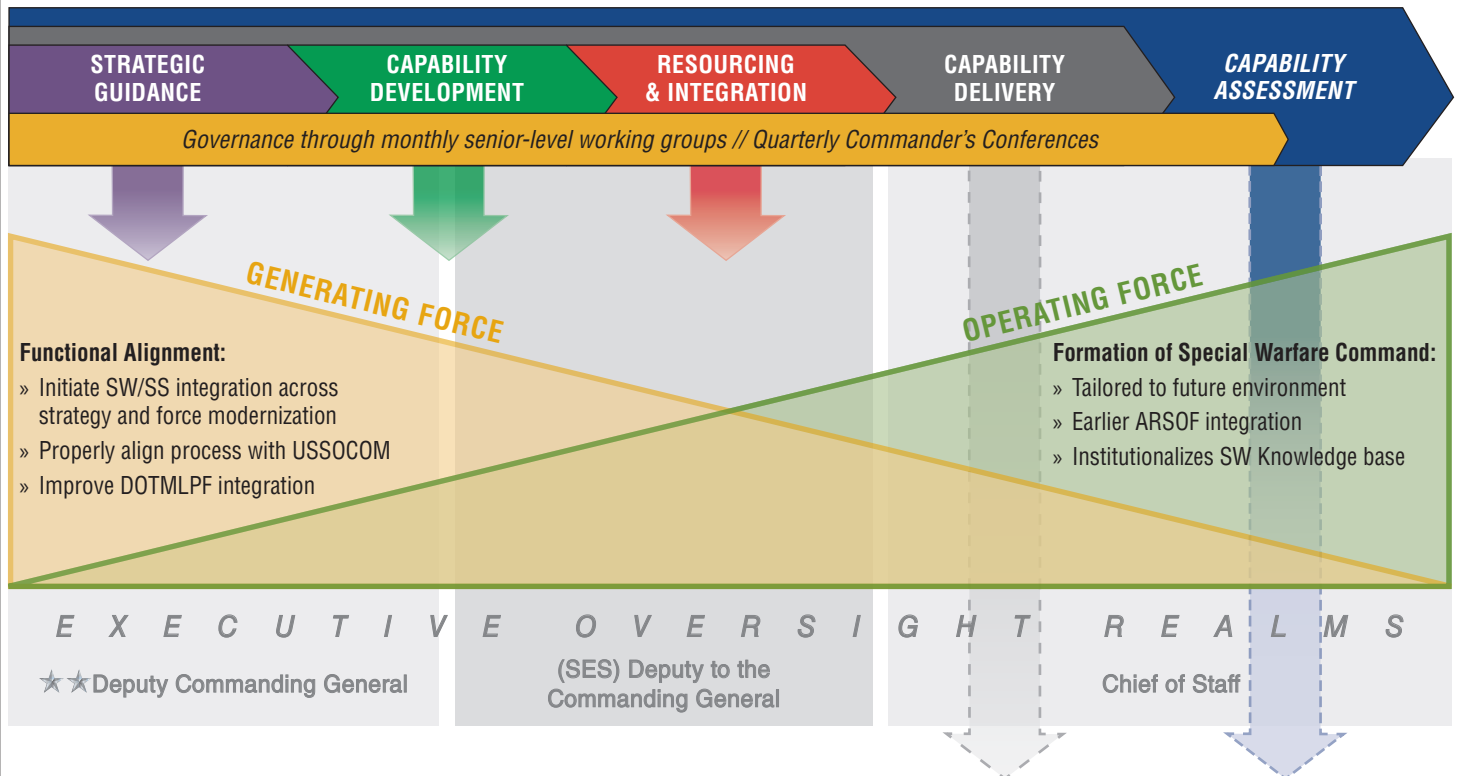 STRATEGIC
GUIDANCE
CAPABILITY
DEVELOPMENT
RESOURCING
& INTEGRATION
CAPABILITY
DELIVERY
CAPABILITY
ASSESSMENT
Governance through monthly senior-level working groups // Quarterly Commander’s Conferences
GENERATING FORCE
OPERATING FORCE
Functional Alignment:
» Initiate SW/SS integration across
strategy and force modernization
» Properly align process with USSOCOM
» Improve DOTMLPF integration
Formation of Special Warfare Command:
» Tailored to future environment
» Earlier ARSOF integration
» Institutionalizes SW Knowledge base
EXECUTIVE OVERSIGHT REALMS
Deputy Commanding General
(SES) Deputy to the
Commanding General
Chief of Staff